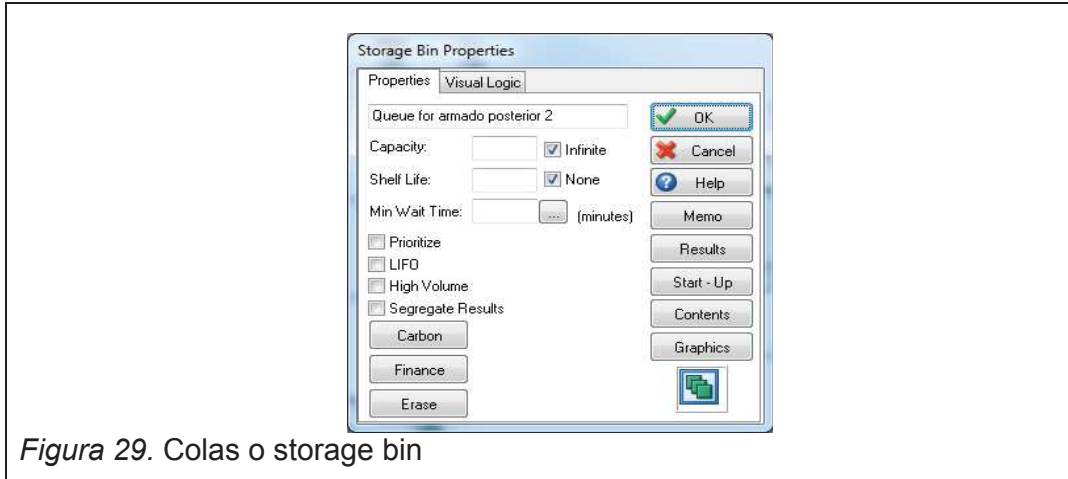 Storage Bin Properties
Properties Visual Logic
Queue for armado posterior 2
OK
Capacity: Infinite
Cancel
Shelf Life: None
Help
Min Wait Time: ... (minutes)
Memo
Prioritize
Results
LIFO
High Volume
Start - Up
Segregate Results
Contents
Carbon
Graphics
Finance
Erase
Figura 29. Colas o storage bin